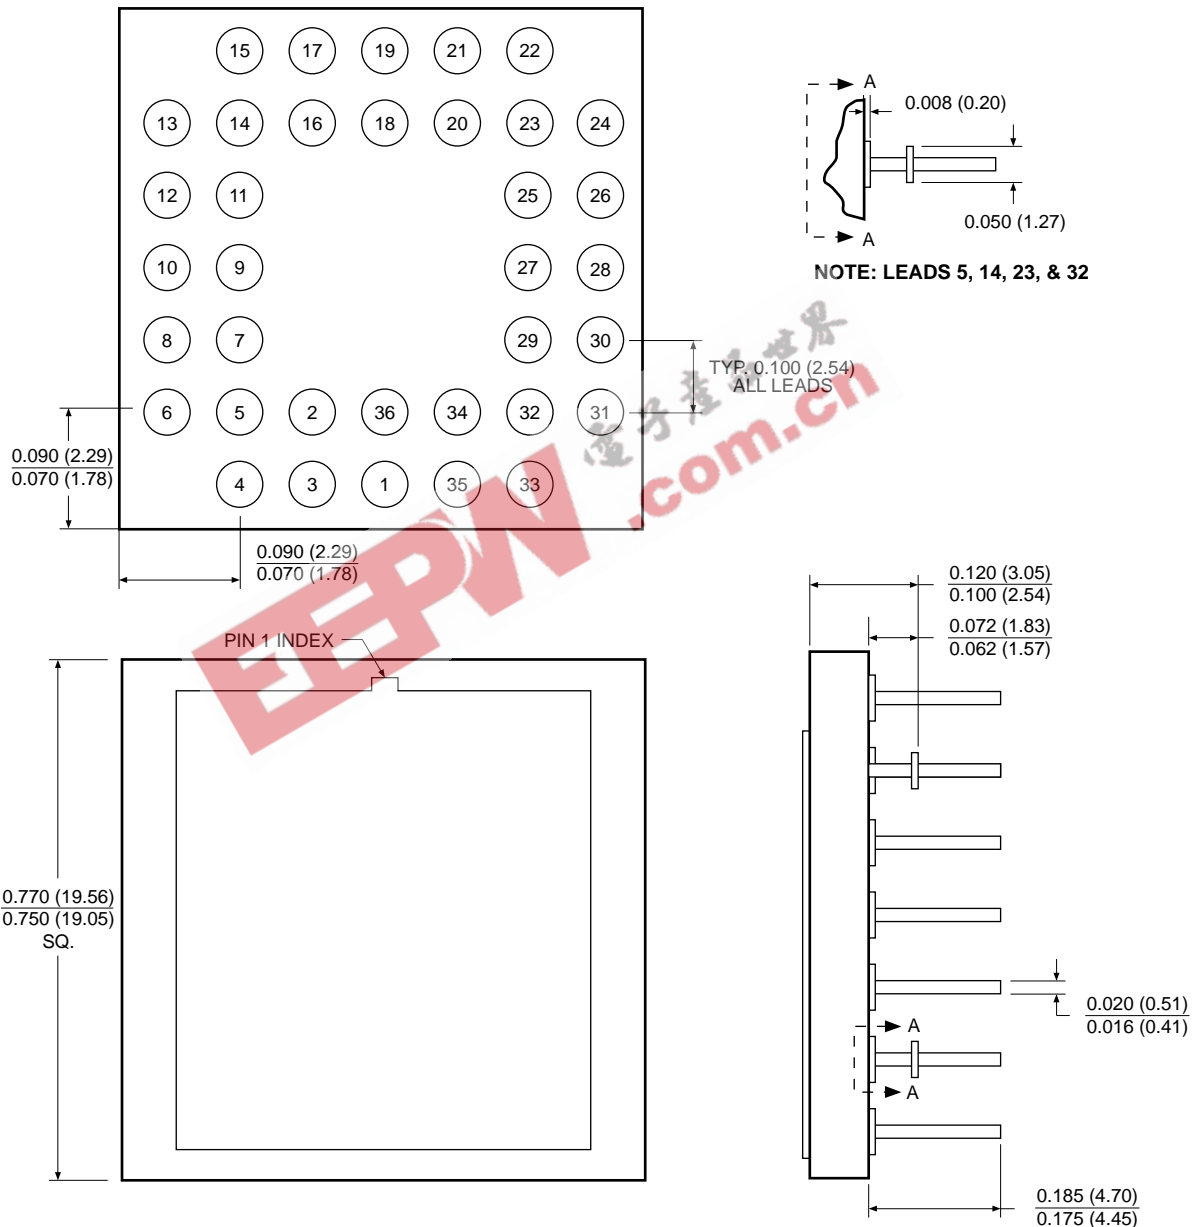 15 17 19 21 22
13 14 16 18 20 23 24
12 11 25 26
10 9 27 28
8 7 29 30
6 5 2 36 34 32 31
4 3 1 35 33
0.090 (2.29)
0.070 (1.78)
0.090 (2.29)
0.070 (1.78)
TYP. 0.100 (2.54)
ALL LEADS
A
0.008 (0.20)
0.050 (1.27)
A
NOTE: LEADS 5, 14, 23, & 32
電子產品世界
EEPW.com.cn
PIN 1 INDEX
0.770 (19.56)
0.750 (19.05)
SQ.
0.120 (3.05)
0.100 (2.54)
0.072 (1.83)
0.062 (1.57)
0.020 (0.51)
0.016 (0.41)
A
A
0.185 (4.70)
0.175 (4.45)